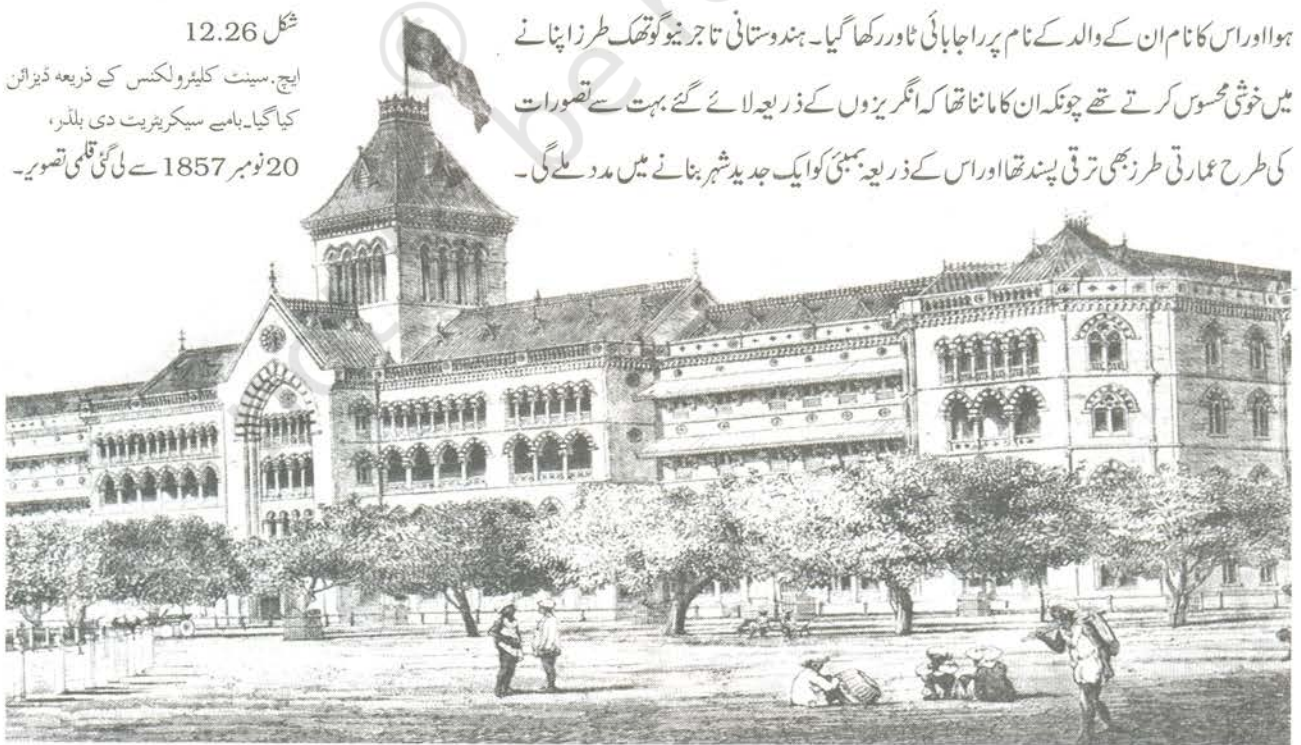 ہوا اور اس کا نام ان کے والد کے نام پر راجابائی ٹاور رکھا گیا۔ ہندوستانی تاجر نیو گوتھک طرز اپنانے
میں خوشی محسوس کرتے تھے چونکہ ان کا ماننا تھا کہ انگریزوں کے ذریعہ لائے گئے بہت سے تصورات
کی طرح عمارتی طرز بھی ترقی پسند تھا اور اس کے ذریعہ بمبئی کو ایک جدید شہر بنانے میں مدد ملے گی۔
شکل 12.26
ایچ۔سینٹ کلیئرولکنس کے ذریعہ ڈیزائن
کیاگیا۔بامبے سیکریٹریٹ دی بلڈر،
20 نومبر 1857 سے لی گئی قلمی تصویر۔